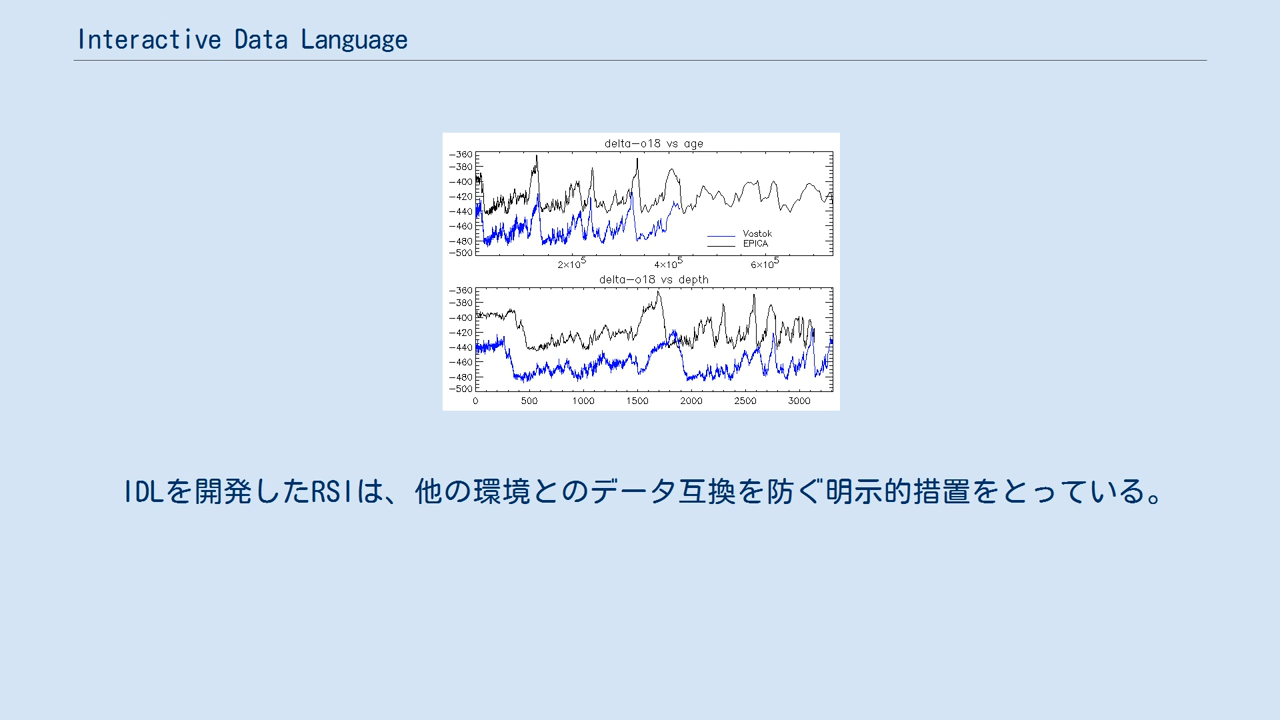 Interactive Data Language
delta-o18 vs age
-360
-380
-400
-420
-440
-460
-480
-500
Vostok
EPICA
2×10⁵ 4×10⁵ 6×10⁵
delta-o18 vs depth
-360
-380
-400
-420
-440
-460
-480
-500
0 500 1000 1500 2000 2500 3000
IDLを開発したRSIは、他の環境とのデータ互換を防ぐ明示的措置をとっている。